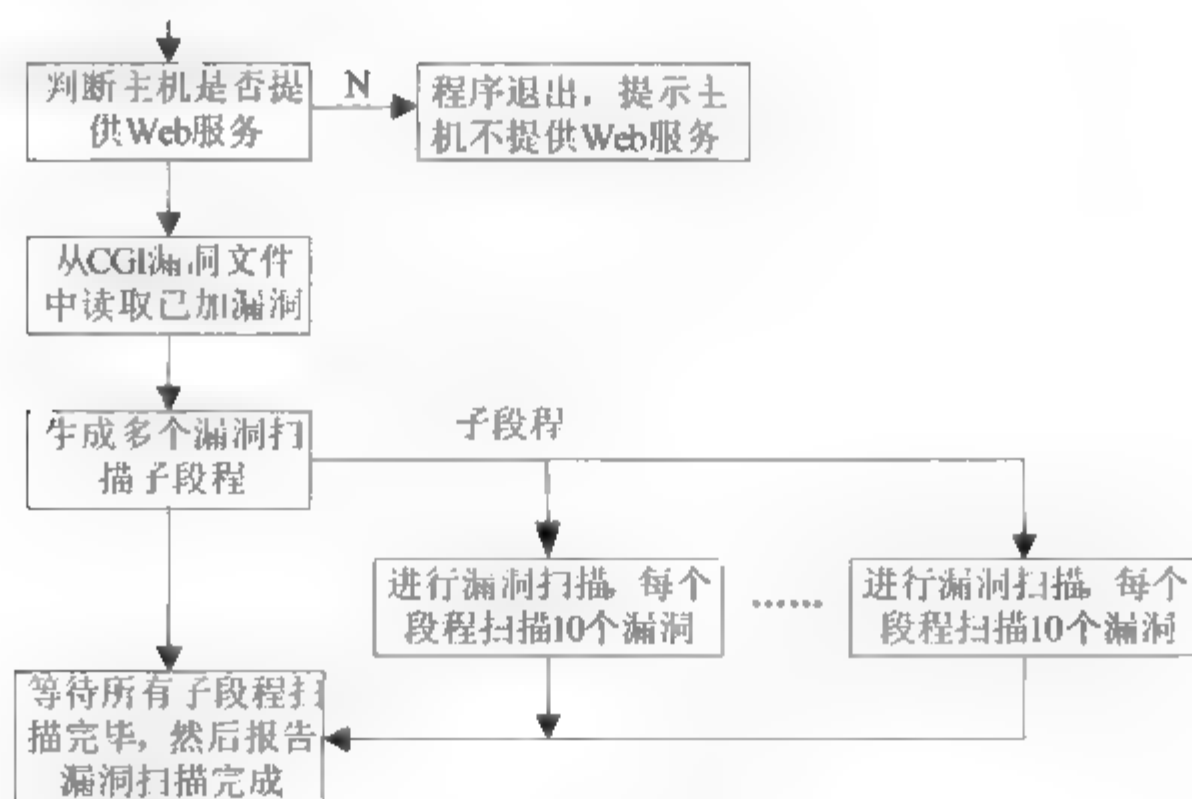 判断主机是否提
供Web服务
N
程序退出，提示主
机不提供Web服务
从CGI漏洞文件
中读取已加漏洞
生成多个漏洞扫
描子段程
子段程
进行漏洞扫描，每个
段程扫描10个漏洞
……
进行漏洞扫描，每个
段程扫描10个漏洞
等待所有子段程扫
描完毕，然后报告
漏洞扫描完成